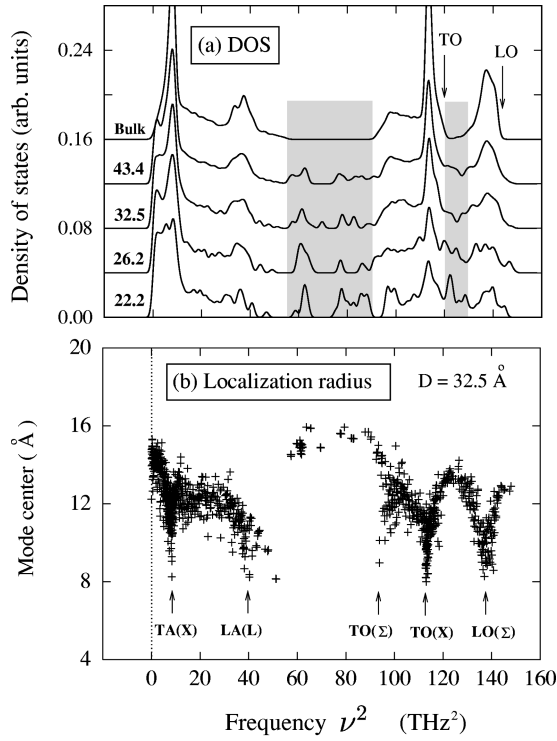 0.28
(a) DOS
TO
LO
0.16
0.08
0.00
Density of states (arb. units)
Bulk
43.4
32.5
26.2
22.2
20
16
12
8
4
(b) Localization radius
D = 32.5 Å
Mode center ( Å)
TA(X)
LA(L)
TO(Σ)
TO(X)
LO(Σ)
0 20 40 60 80 100 120 140 160
Frequency ν² (THz²)